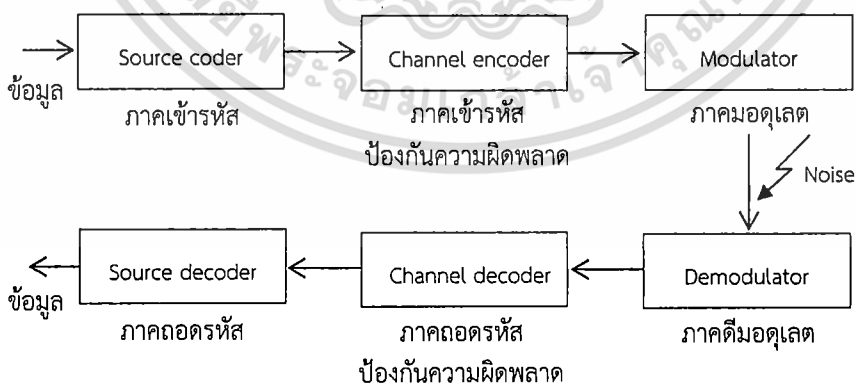 Source coder
Channel encoder
Modulator
ข้อมูล
ภาคเข้ารหัส
ภาคเข้ารหัส
ป้องกันความผิดพลาด
ภาคมอดุเลต
Noise
Source decoder
Channel decoder
Demodulator
ข้อมูล
ภาคถอดรหัส
ภาคถอดรหัส
ป้องกันความผิดพลาด
ภาคดีมอดุเลต